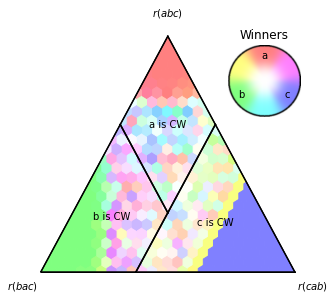 r(abc)
Winners
a
b
c
a is CW
b is CW
c is CW
r(bac)
r(cab)